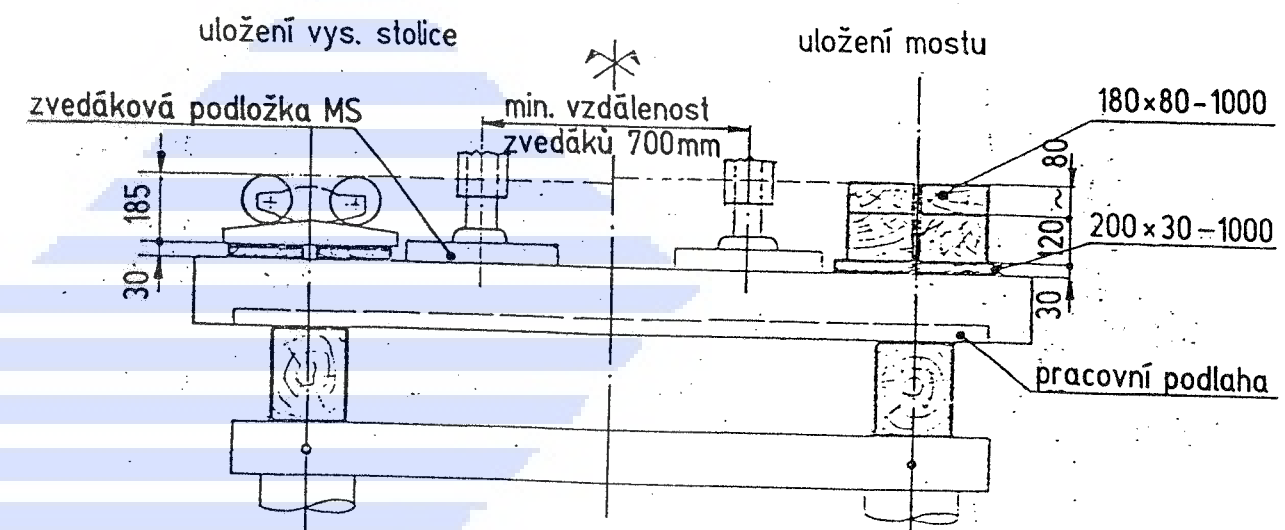 uložení vys. stolice
uložení mostu
zvedáková podložka MS
min. vzdálenost
zvedáků 700mm
180×80-1000
80
185
~
120
200×30-1000
30
30
pracovní podlaha